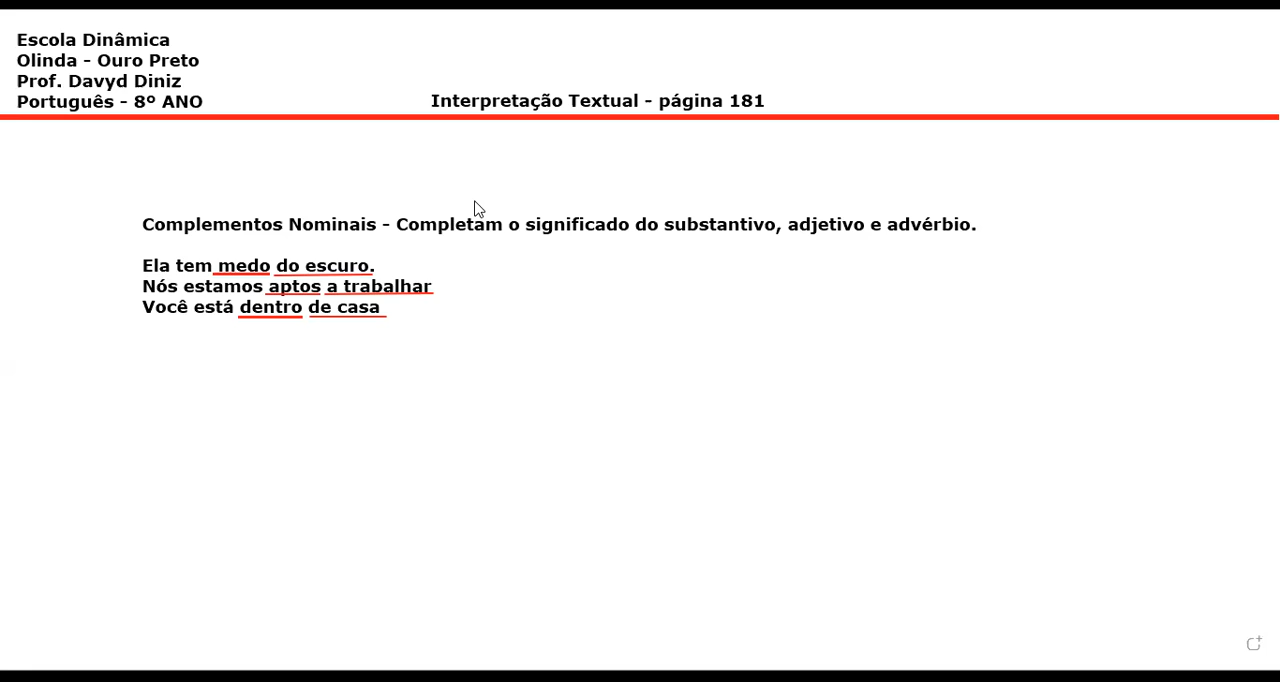 Escola Dinâmica
Olinda - Ouro Preto
Prof. Davyd Diniz
Português - 8º ANO
Interpretação Textual - página 181
Complementos Nominais - Completam o significado do substantivo, adjetivo e advérbio.
Ela tem medo do escuro.
Nós estamos aptos a trabalhar
Você está dentro de casa